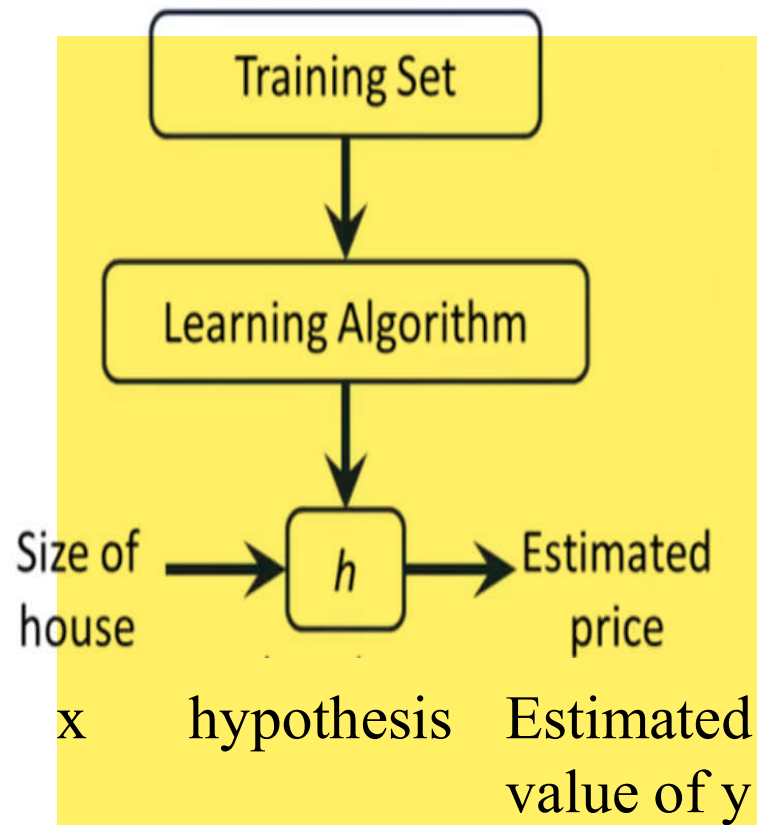 Training Set
Learning Algorithm
Size of
house
h
Estimated
price
x hypothesis Estimated
value of y